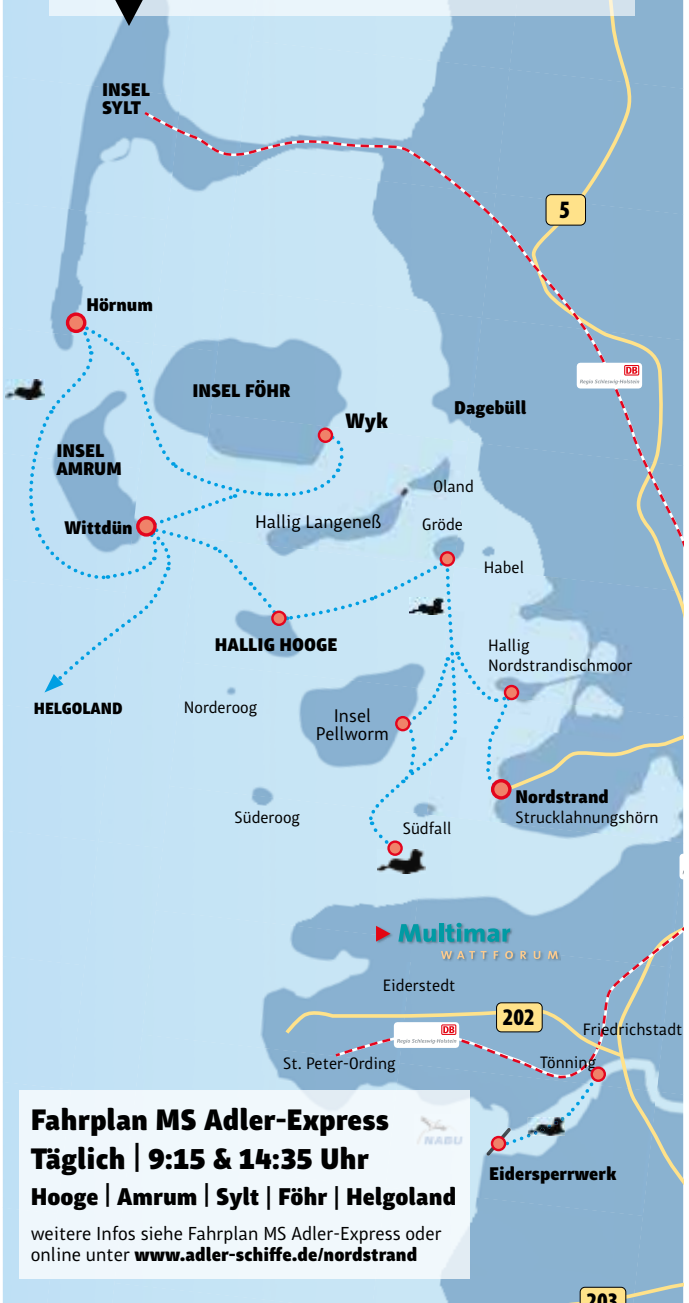 INSEL
SYLT
5
Hörnum
DB
Regio Schleswig-Holstein
INSEL FÖHR
Wyk
Dagebüll
INSEL
AMRUM
Oland
Hallig Langeneß
Gröde
Wittdün
Habel
HALLIG HOOGE
Hallig
Nordstrandischmoor
HELGOLAND
Norderoog
Insel
Pellworm
Nordstrand
Strucklahnungshörn
Süderoog
Südfall
Multimar
WATTFORUM
Eiderstedt
202
Friedrichstadt
DB
Regio Schleswig-Holstein
St. Peter-Ording
Tönning
Fahrplan MS Adler-Express
NABU
Täglich | 9:15 & 14:35 Uhr
Eidersperrwerk
Hooge | Amrum | Sylt | Föhr | Helgoland
weitere Infos siehe Fahrplan MS Adler-Express oder
online unter www.adler-schiffe.de/nordstrand
203